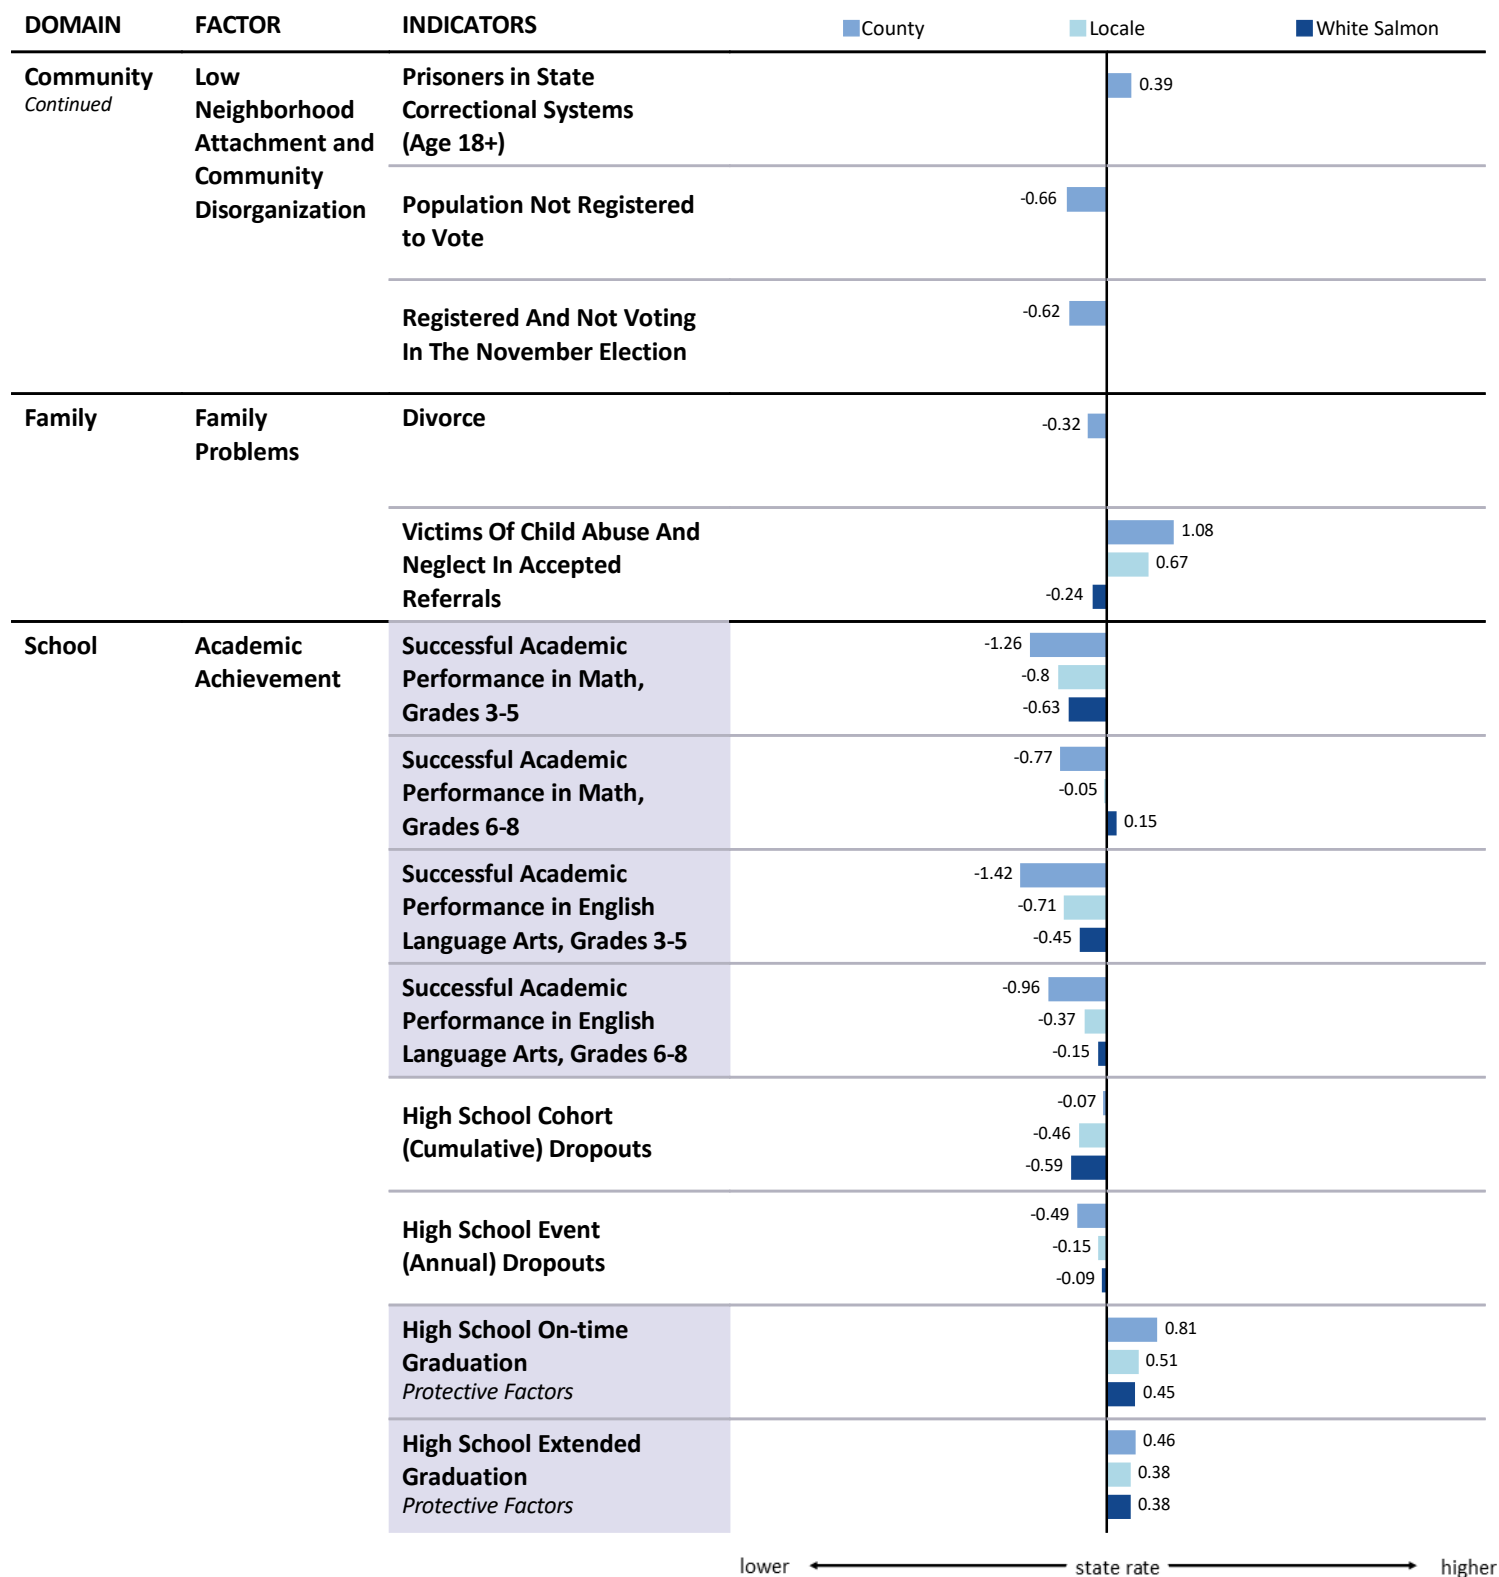 DOMAIN FACTOR INDICATORS County Locale White Salmon
Community
Continued
Low
Neighborhood
Attachment and
Community
Disorganization
Prisoners in State
Correctional Systems
(Age 18+)
0.39
Population Not Registered
to Vote
-0.66
Registered And Not Voting
In The November Election
-0.62
Family
Family
Problems
Divorce
-0.32
Victims Of Child Abuse And
Neglect In Accepted
Referrals
1.08
0.67
-0.24
School
Academic
Achievement
Successful Academic
Performance in Math,
Grades 3-5
-1.26
-0.8
-0.63
Successful Academic
Performance in Math,
Grades 6-8
-0.77
-0.05
0.15
Successful Academic
Performance in English
Language Arts, Grades 3-5
-1.42
-0.71
-0.45
Successful Academic
Performance in English
Language Arts, Grades 6-8
-0.96
-0.37
-0.15
High School Cohort
(Cumulative) Dropouts
-0.07
-0.46
-0.59
High School Event
(Annual) Dropouts
-0.49
-0.15
-0.09
High School On-time
Graduation
Protective Factors
0.81
0.51
0.45
High School Extended
Graduation
Protective Factors
0.46
0.38
0.38
lower state rate higher